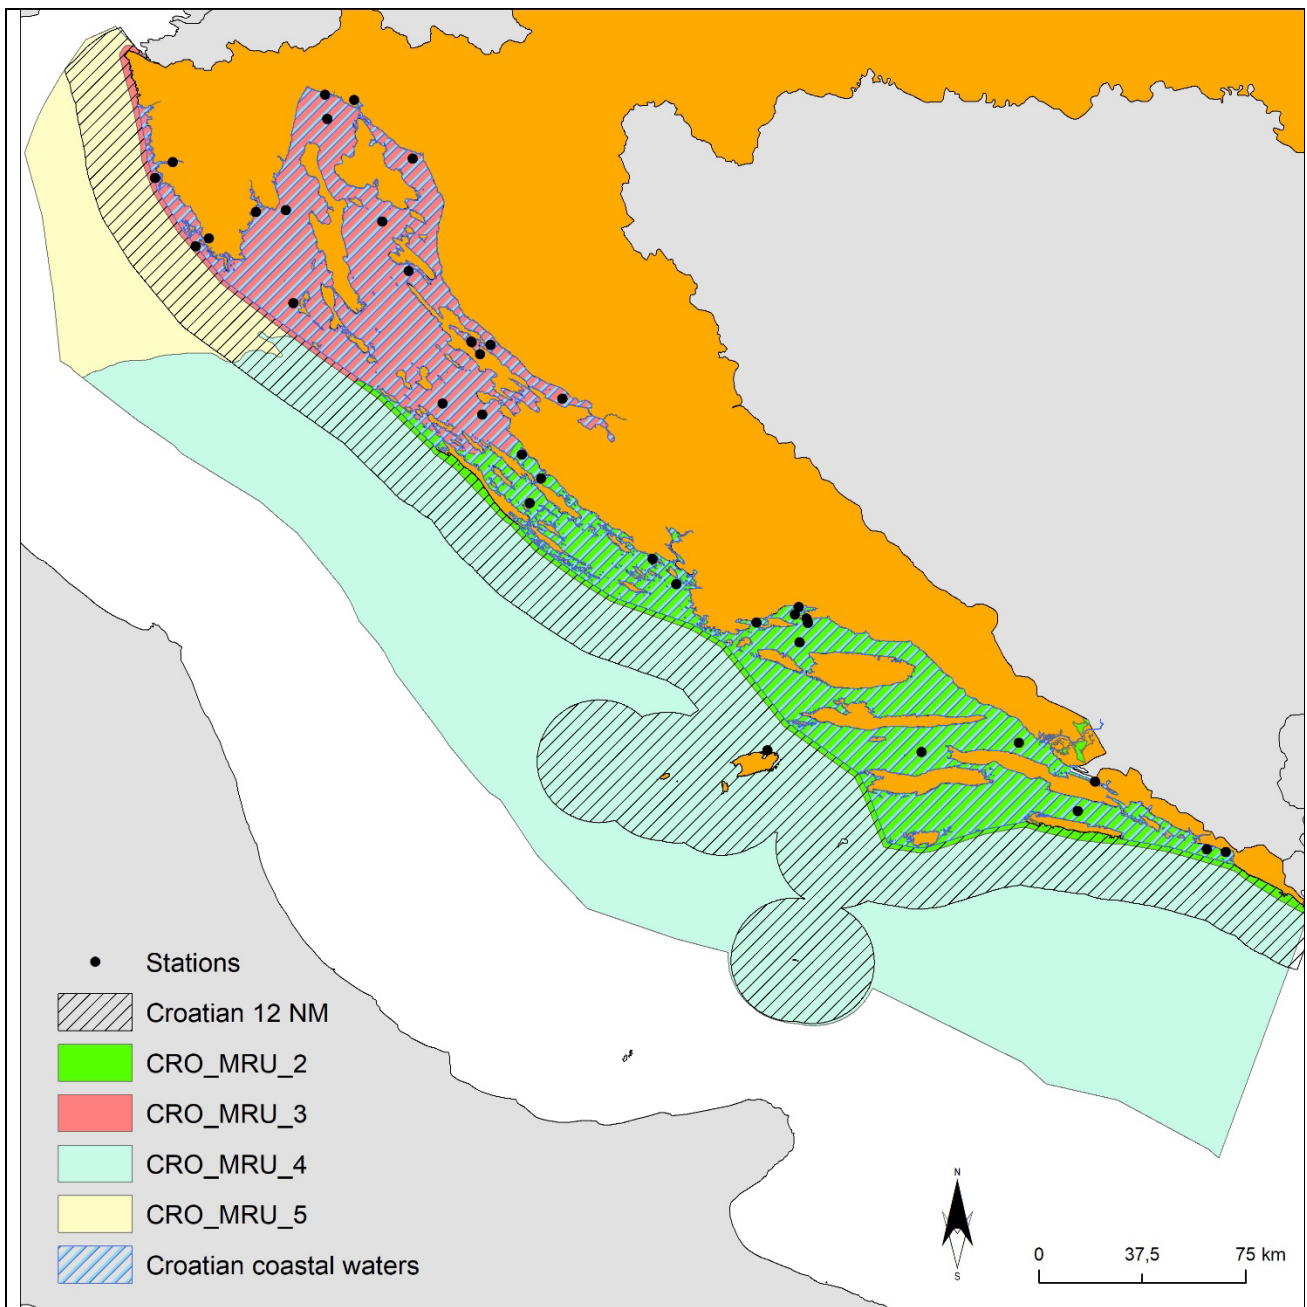 Stations
Croatian 12 NM
CRO_MRU_2
CRO_MRU_3
CRO_MRU_4
CRO_MRU_5
Croatian coastal waters
N
S
0 37,5 75 km